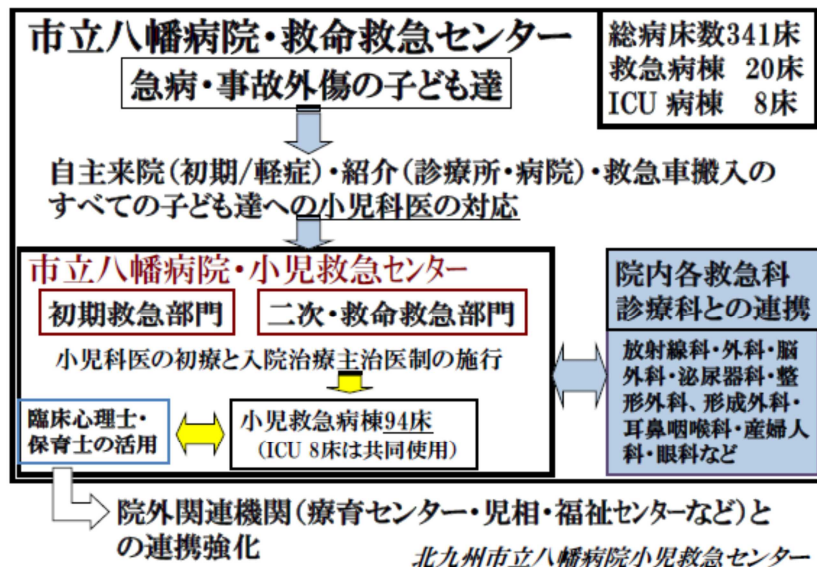 市立八幡病院・救命救急センター
総病床数341床
救急病棟 20床
ICU 病棟 8床
急病・事故外傷の子ども達
自主来院(初期/軽症)・紹介(診療所・病院)・救急車搬入の
すべての子ども達への小児科医の対応
市立八幡病院・小児救急センター
初期救急部門
二次・救命救急部門
小児科医の初療と入院治療主治医制の施行
臨床心理士・
保育士の活用
小児救急病棟94床
(ICU 8床は共同使用)
院内各救急科
診療科との連携
放射線科・外科・脳
外科・泌尿器科・整
形外科、形成外科・
耳鼻咽喉科・産婦人
科・眼科など
院外関連機関(療育センター・児相・福祉センターなど)と
の連携強化
北九州市立八幡病院小児救急センター